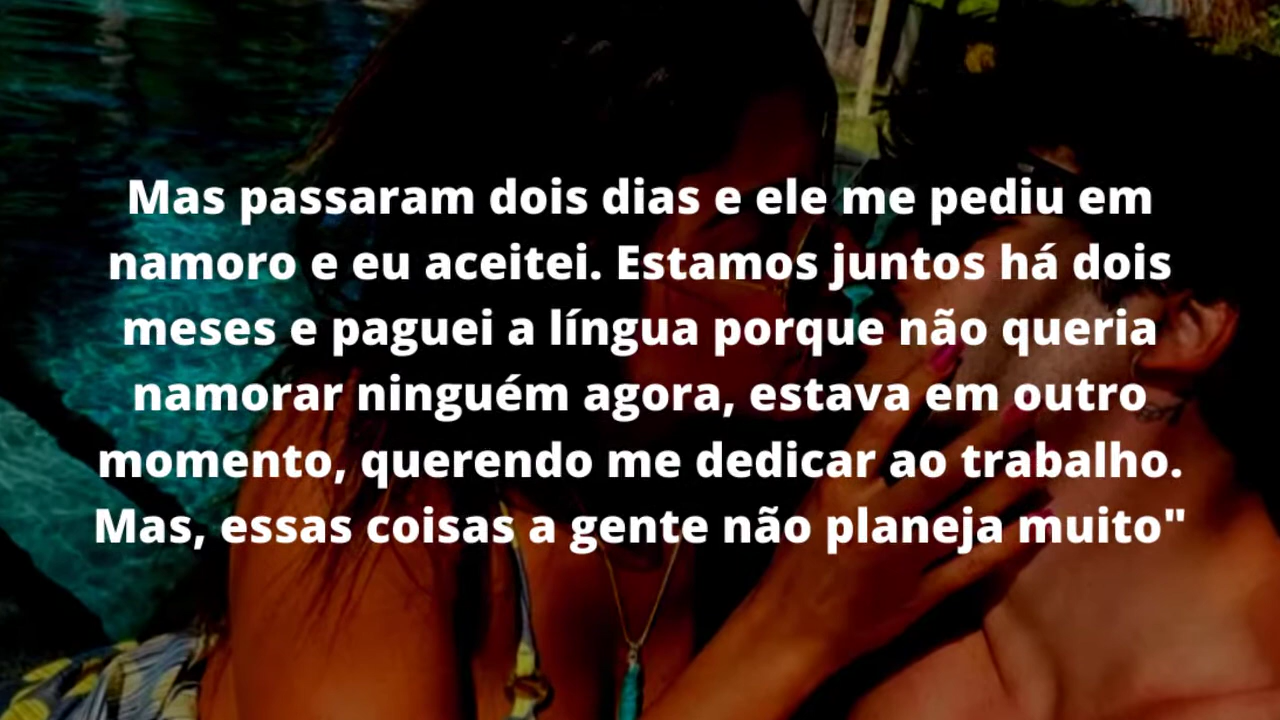 Mas passaram dois dias e ele me pediu em
namoro e eu aceitei. Estamos juntos há dois
meses e paguei a língua porque não queria
namorar ninguém agora, estava em outro
momento, querendo me dedicar ao trabalho.
Mas, essas coisas a gente não planeja muito"